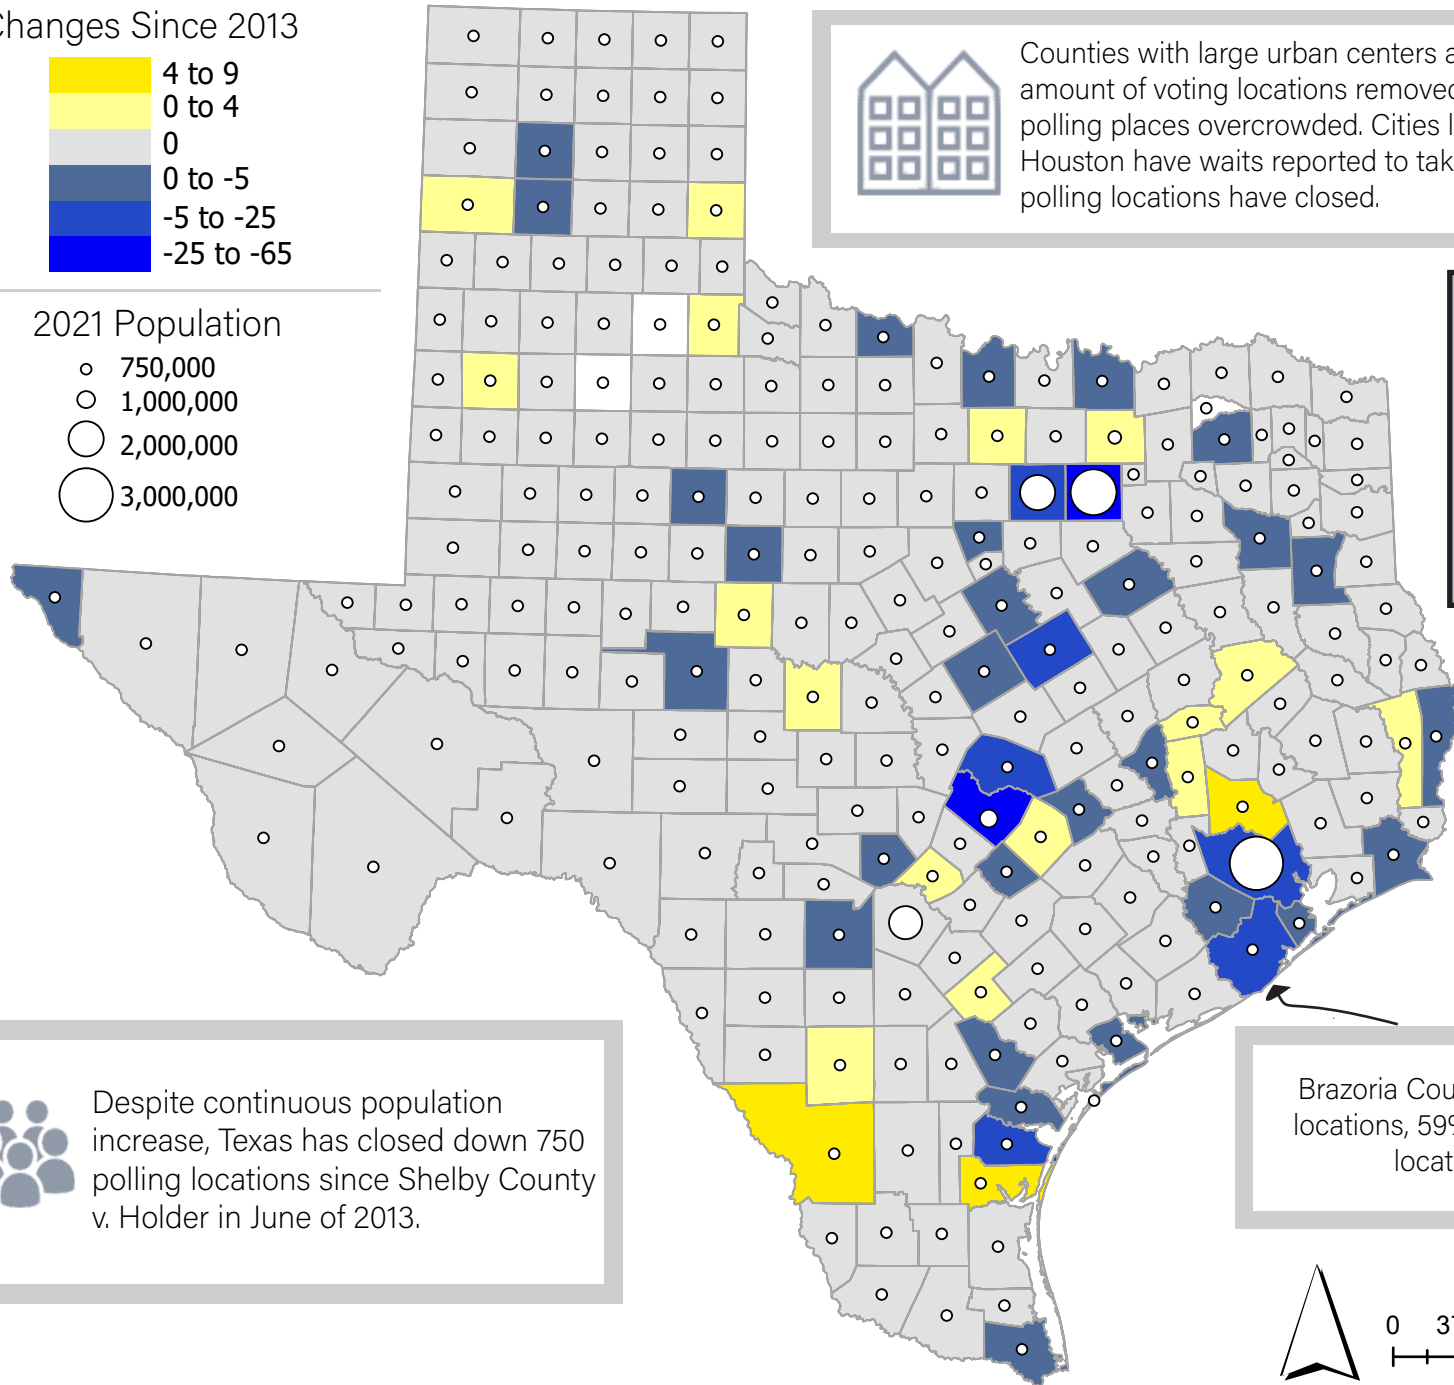 Changes Since 2013
4 to 9
0 to 4
0
0 to -5
-5 to -25
-25 to -65
2021 Population
750,000
1,000,000
2,000,000
3,000,000
Counties with large urban centers
amount of voting locations removed
polling places overcrowded. Cities
Houston have waits reported to
polling locations have closed.
Despite continuous population
increase, Texas has closed down 750
polling locations since Shelby County
v. Holder in June of 2013.
Brazoria
locations,
0